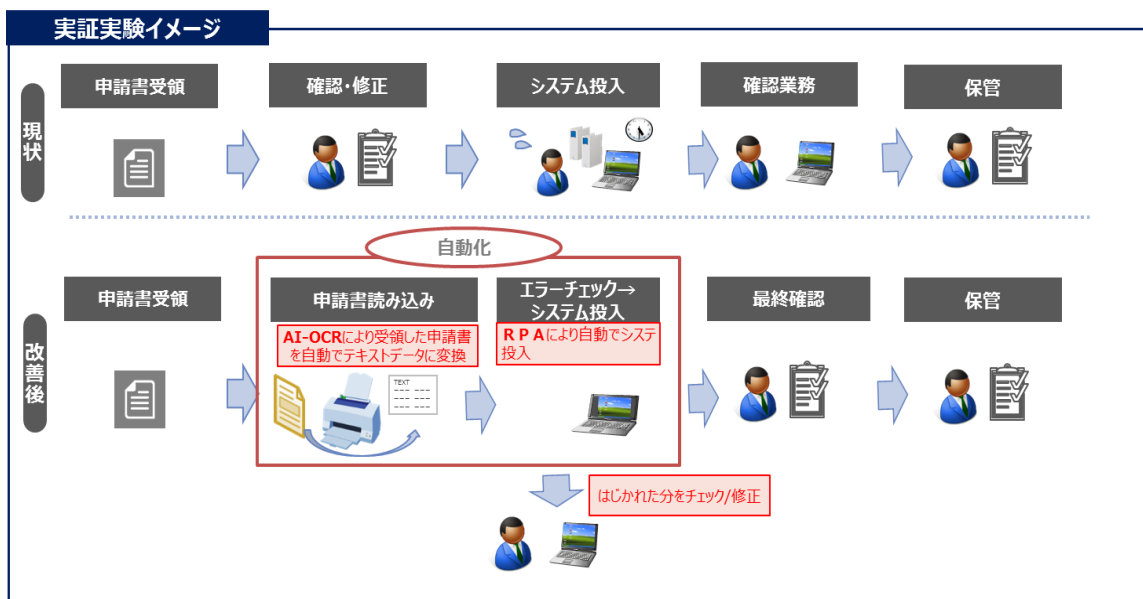 実証実験イメージ
現状
申請書受領
確認・修正
システム投入
確認業務
保管
自動化
改善後
申請書受領
申請書読み込み
エラーチェック→
システム投入
最終確認
保管
AI-OCRにより受領した申請書
を自動でテキストデータに変換
ＲＰＡにより自動でシステ
投入
TEXT
はじかれた分をチェック/修正